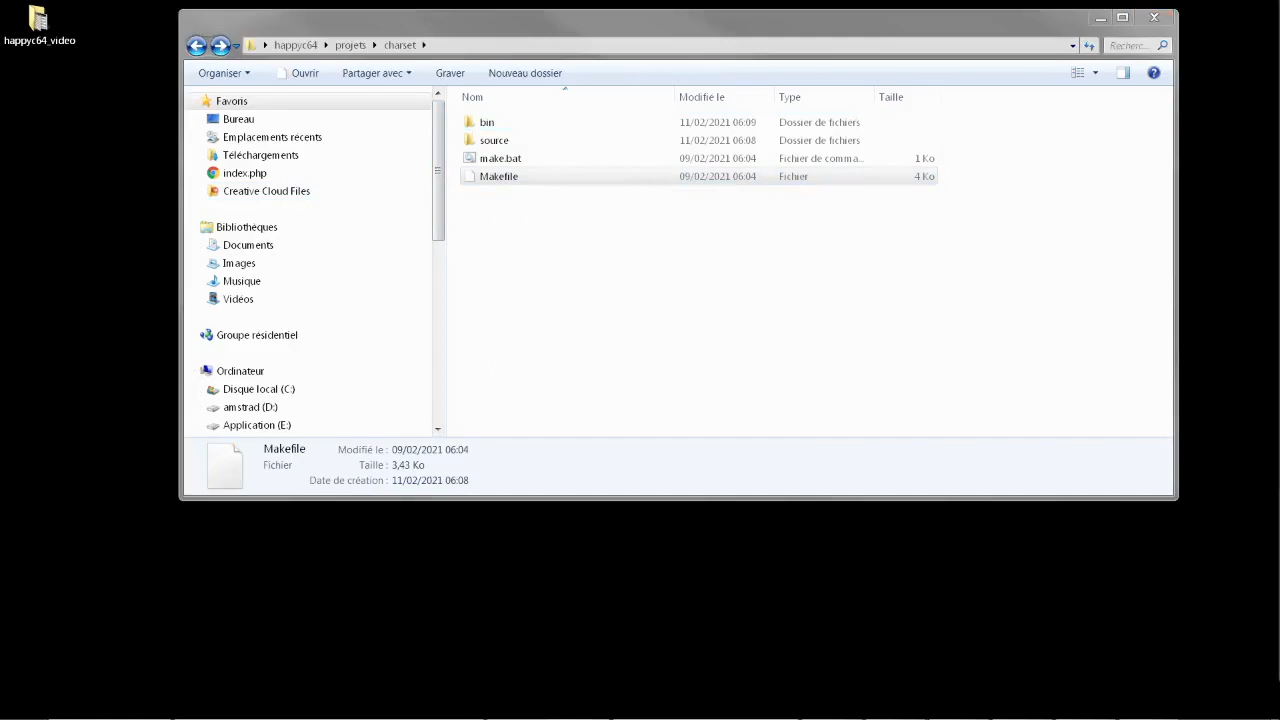 happyc64_video
happyc64 projets charset
Recherc...
Organiser Ouvrir Partager avec Graver Nouveau dossier
Nom Modifié le Type Taille
Favoris
Bureau
Emplacements récents
Téléchargements
index.php
Creative Cloud Files
Bibliothèques
Documents
Images
Musique
Vidéos
Groupe résidentiel
Ordinateur
Disque local (C:)
amstrad (D:)
Application (E:)
bin 11/02/2021 06:09 Dossier de fichiers
source 11/02/2021 06:08 Dossier de fichiers
make.bat 09/02/2021 06:04 Fichier de comma... 1 Ko
Makefile 09/02/2021 06:04 Fichier 4 Ko
Makefile Modifié le : 09/02/2021 06:04
Fichier Taille : 3,43 Ko
Date de création : 11/02/2021 06:08